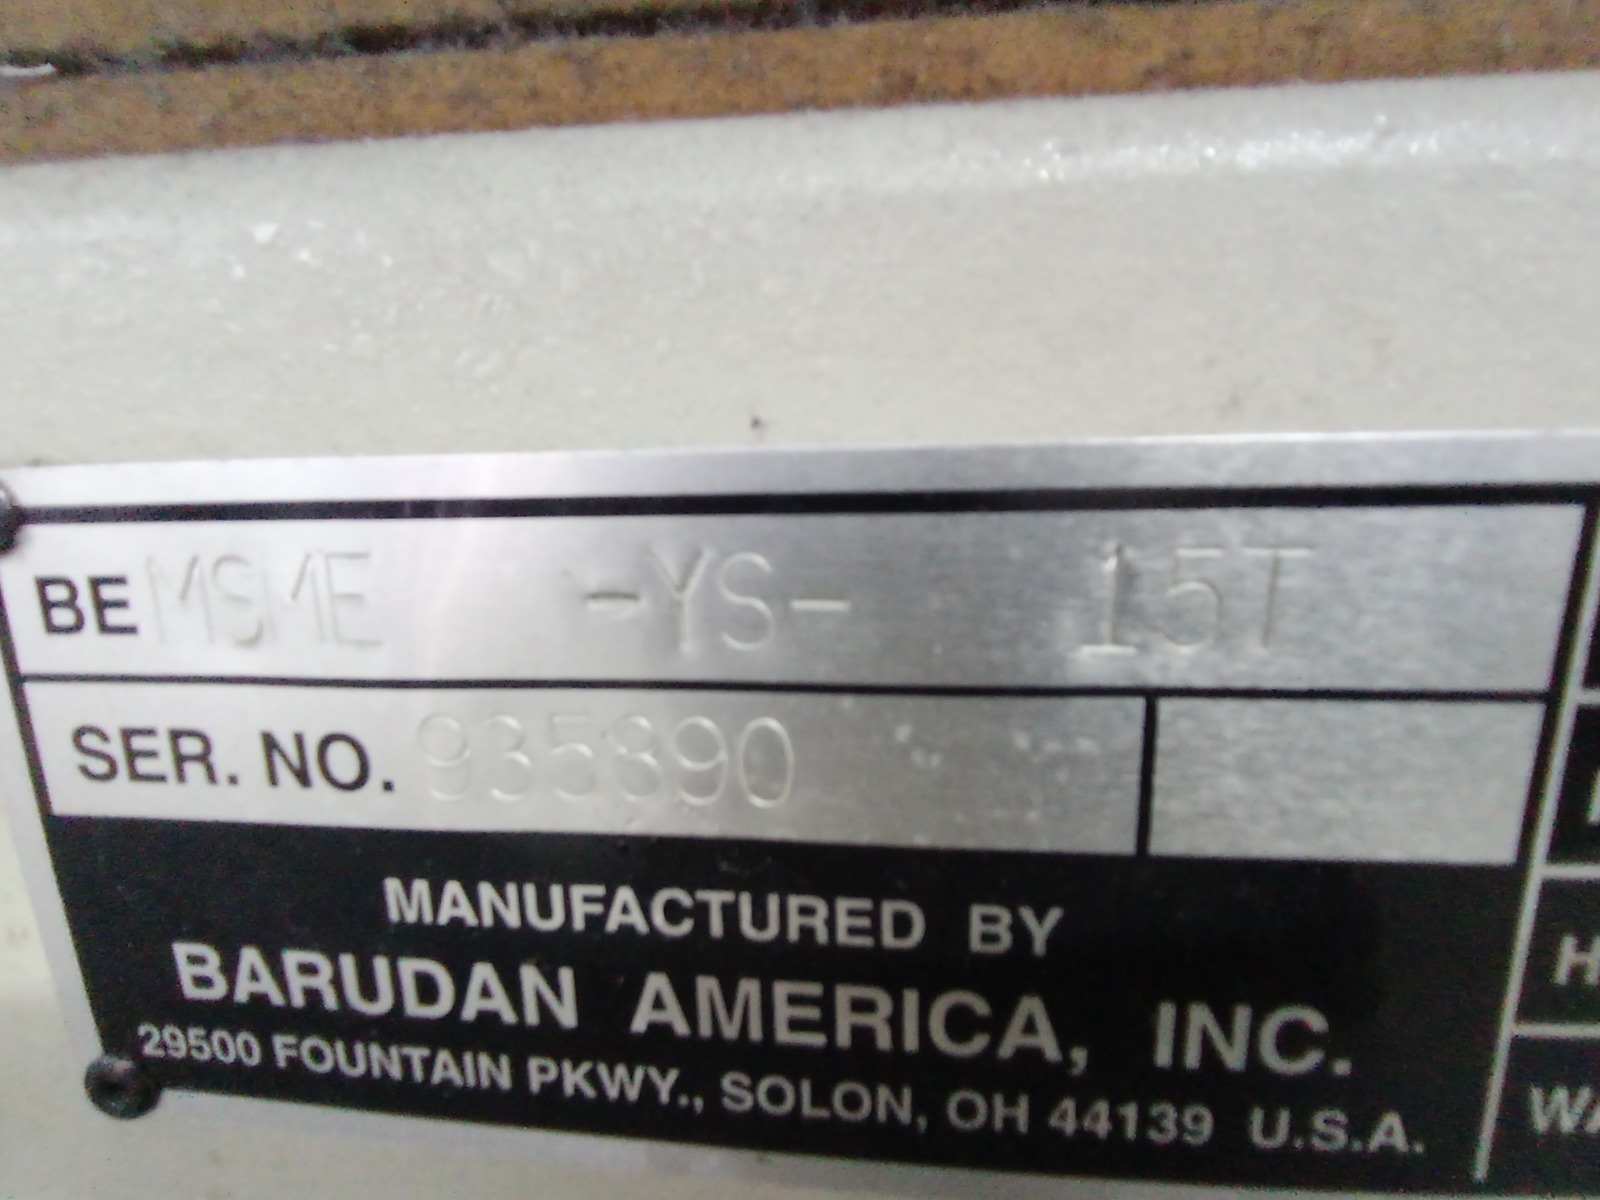 BEMSME -YS- 15T
SER. NO. 935890
MANUFACTURED BY
BARUDAN AMERICA, INC.
29500 FOUNTAIN PKWY., SOLON, OH 44139 U.S.A.